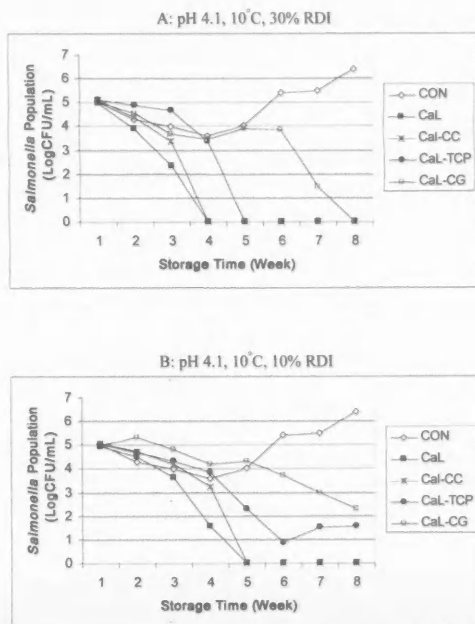 A: pH 4.1, 10°C, 30% RDI
Salmonella Population
(LogCFU/mL)
7
6
5
4
3
2
1
0
1 2 3 4 5 6 7 8
Storage Time (Week)
CON
CaL
Cal-CC
CaL-TCP
CaL-CG
B: pH 4.1, 10°C, 10% RDI
Salmonella Population
(LogCFU/mL)
7
6
5
4
3
2
1
0
1 2 3 4 5 6 7 8
Storage Time (Week)
CON
CaL
Cal-CC
CaL-TCP
CaL-CG